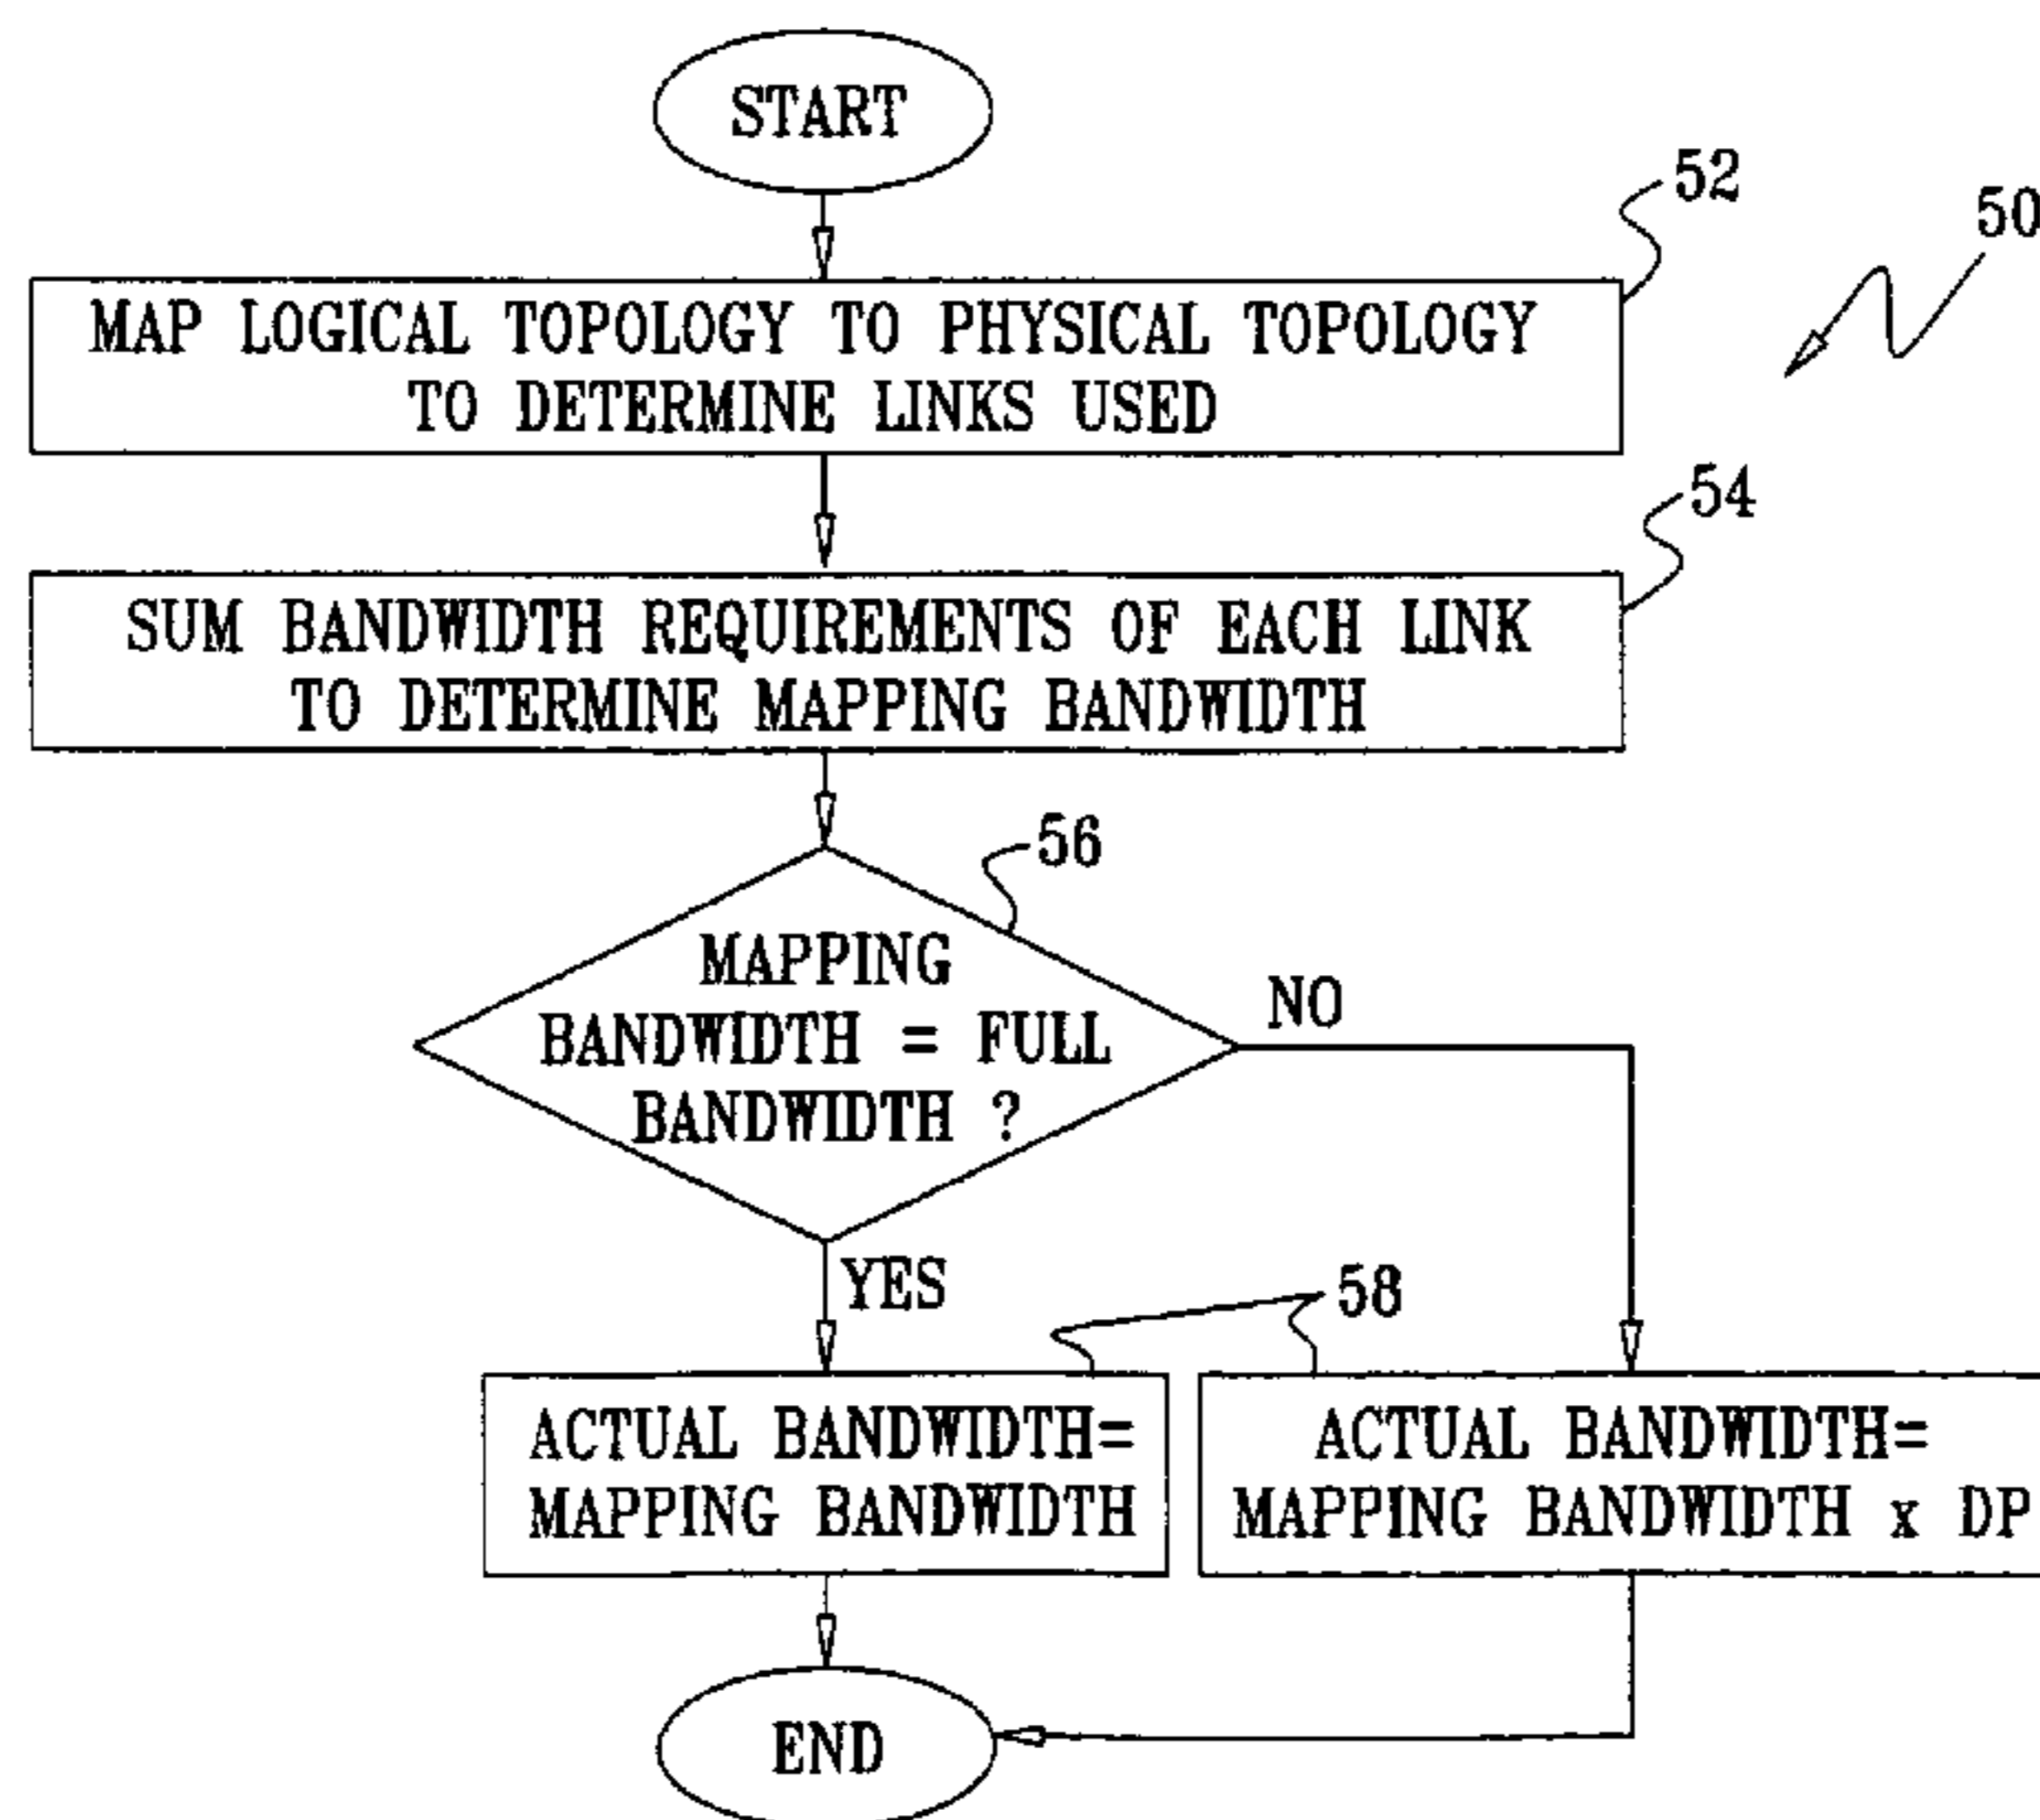 START
52
50
MAP LOGICAL TOPOLOGY TO PHYSICAL TOPOLOGY
TO DETERMINE LINKS USED
54
SUM BANDWIDTH REQUIREMENTS OF EACH LINK
TO DETERMINE MAPPING BANDWIDTH
56
MAPPING
BANDWIDTH = FULL
BANDWIDTH ?
NO
YES
58
ACTUAL BANDWIDTH=
MAPPING BANDWIDTH
ACTUAL BANDWIDTH=
MAPPING BANDWIDTH x DP
END